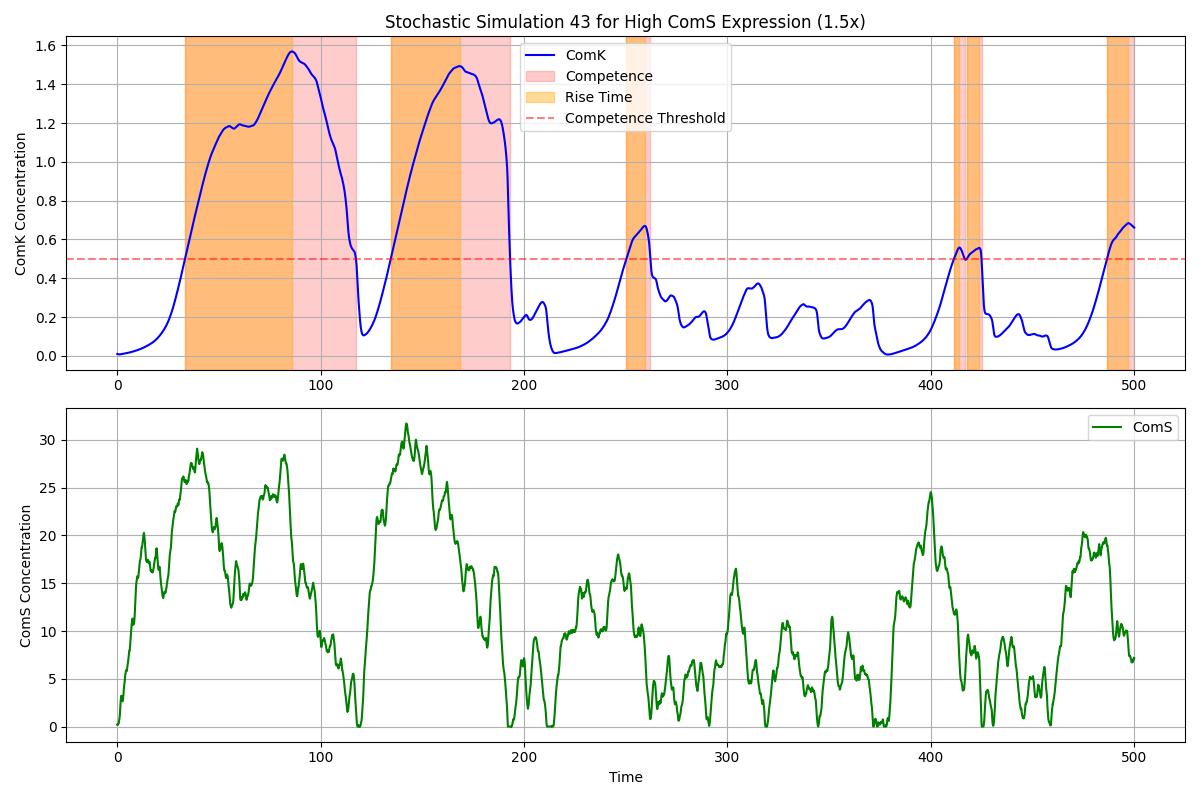 Stochastic Simulation 43 for High ComS Expression (1.5x)
ComK Concentration
1.6
1.4
1.2
1.0
0.8
0.6
0.4
0.2
0.0
ComK
Competence
Rise Time
Competence Threshold
0 100 200 300 400 500
ComS Concentration
30
25
20
15
10
5
0
ComS
0 100 200 300 400 500
Time